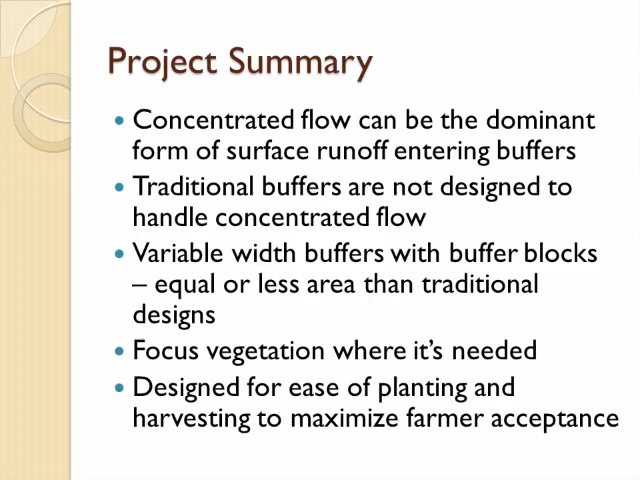 Project Summary
• Concentrated flow can be the dominant
form of surface runoff entering buffers
• Traditional buffers are not designed to
handle concentrated flow
• Variable width buffers with buffer blocks
– equal or less area than traditional
designs
• Focus vegetation where it’s needed
• Designed for ease of planting and
harvesting to maximize farmer acceptance